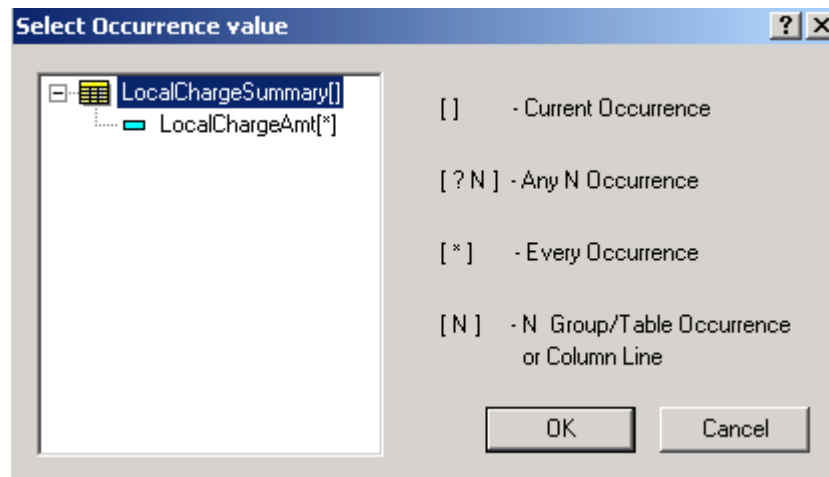 Select Occurrence value
LocalChargeSummary[]
LocalChargeAmt[*]
[ ] - Current Occurrence
[ ? N ] - Any N Occurrence
[ * ] - Every Occurrence
[ N ] - N Group/Table Occurrence
or Column Line
OK Cancel